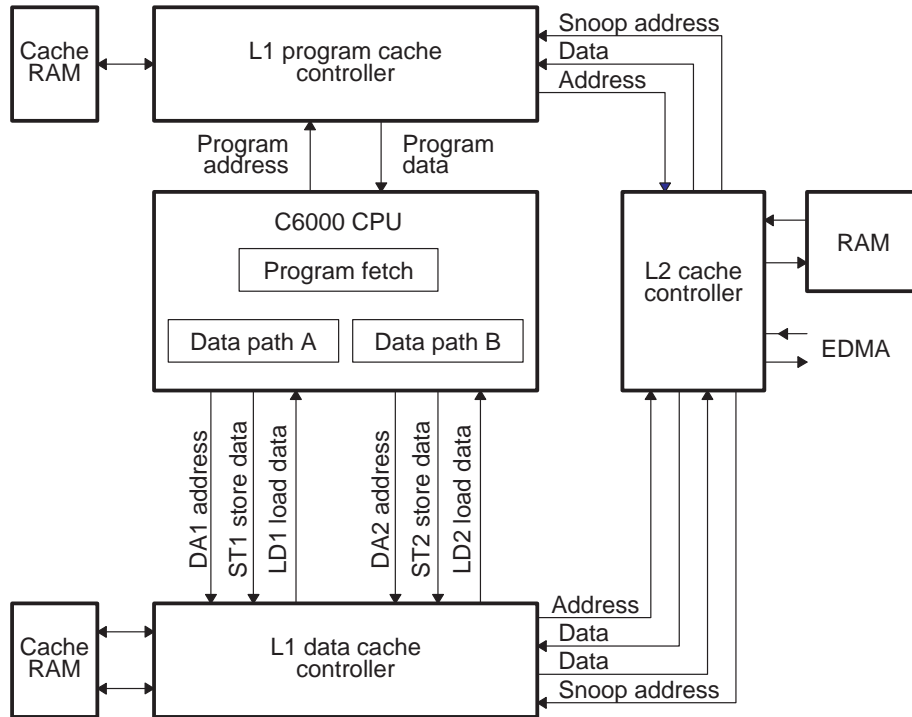 Snoop address
Cache
RAM
L1 program cache
controller
Data
Address
Program
address
Program
data
C6000 CPU
Program fetch
Data path A
Data path B
L2 cache
controller
RAM
EDMA
DA1 address
ST1 store data
LD1 load data
DA2 address
ST2 store data
LD2 load data
Cache
RAM
L1 data cache
controller
Address
Data
Data
Snoop address